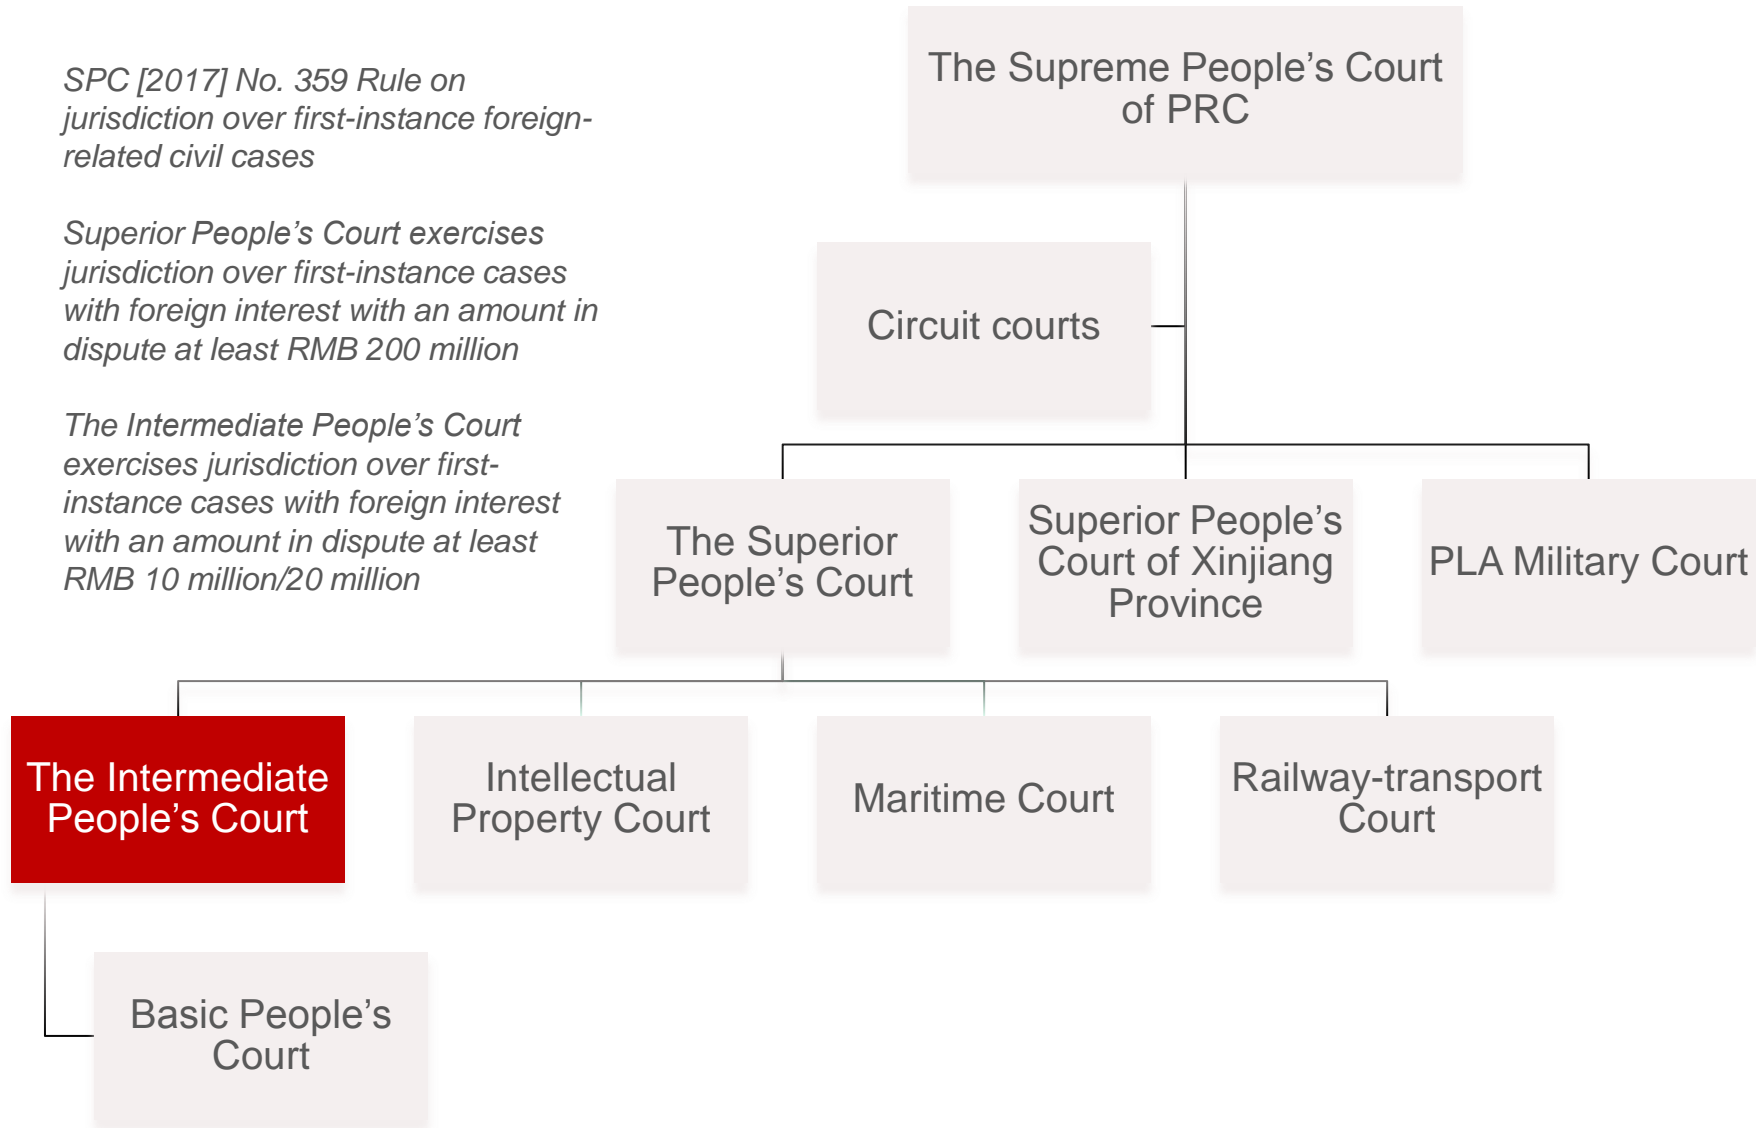 SPC [2017] No. 359 Rule on
jurisdiction over first-instance foreign-
related civil cases
Superior People’s Court exercises
jurisdiction over first-instance cases
with foreign interest with an amount in
dispute at least RMB 200 million
The Intermediate People’s Court
exercises jurisdiction over first-
instance cases with foreign interest
with an amount in dispute at least
RMB 10 million/20 million
The Supreme People’s Court
of PRC
Circuit courts
The Superior
People’s Court
Superior People’s
Court of Xinjiang
Province
PLA Military Court
The Intermediate
People’s Court
Intellectual
Property Court
Maritime Court
Railway-transport
Court
Basic People’s
Court